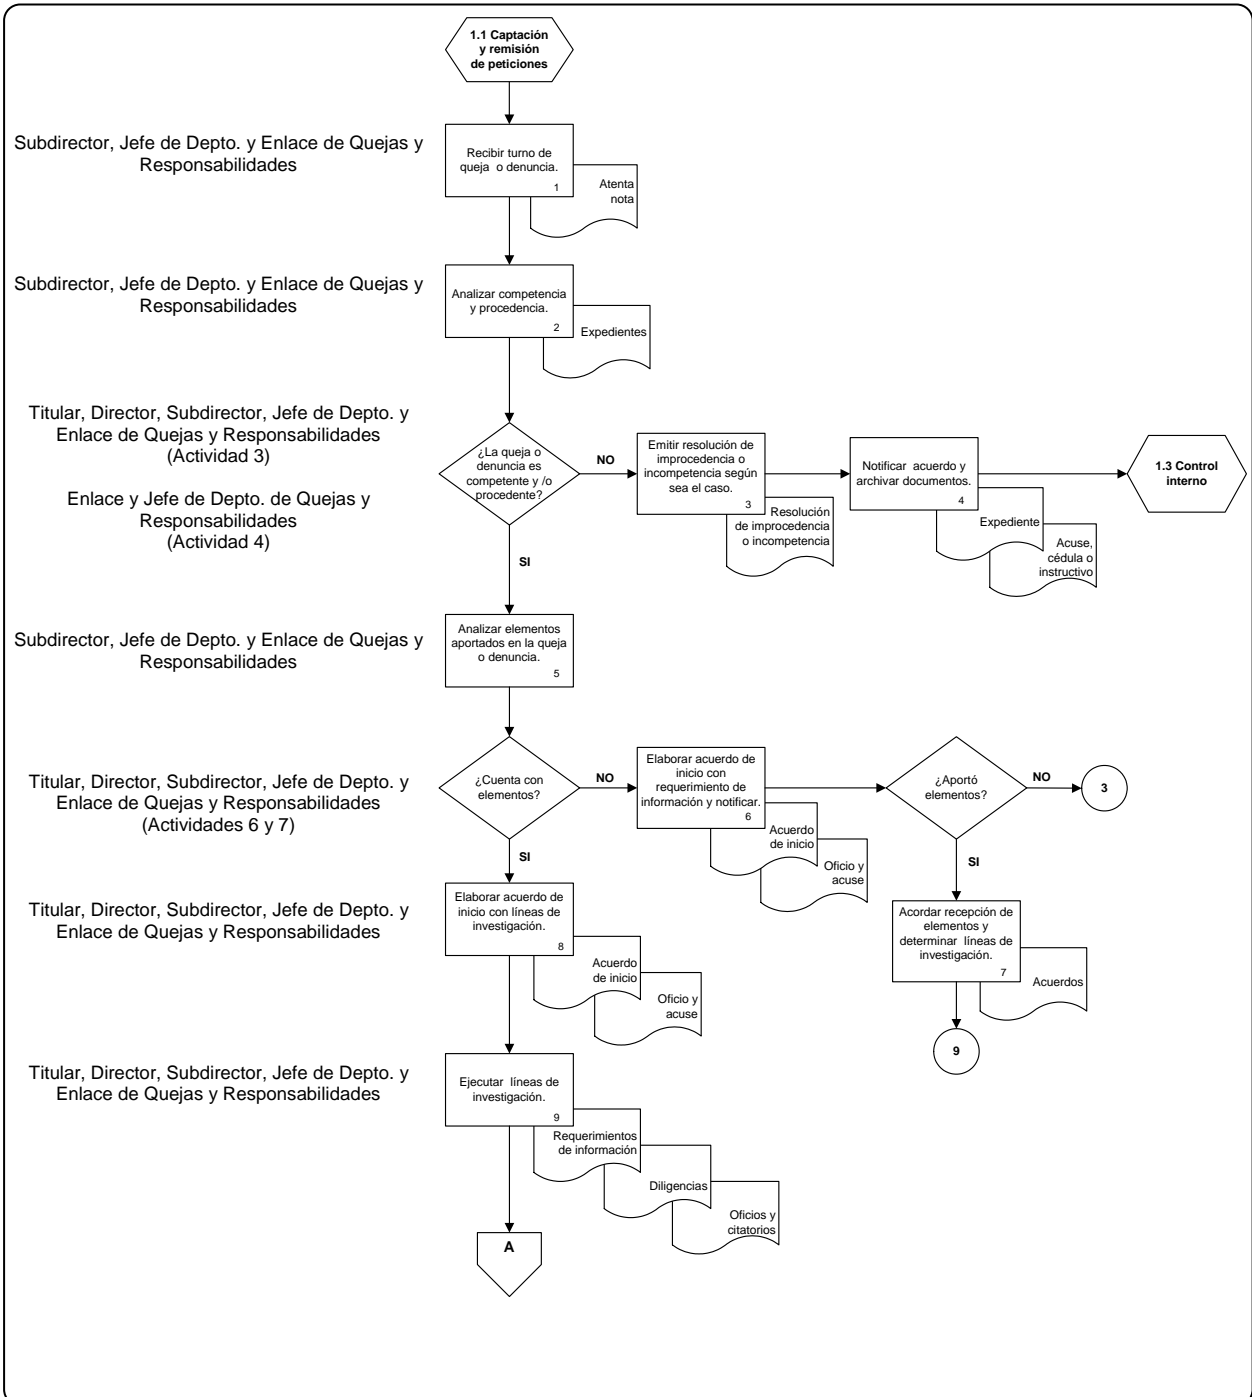 1.1 Captación
y remisión
de peticiones
Subdirector, Jefe de Depto. y Enlace de Quejas y
Responsabilidades
Recibir turno de
queja o denuncia.
1
Atenta
nota
Subdirector, Jefe de Depto. y Enlace de Quejas y
Responsabilidades
Analizar competencia
y procedencia.
2
Expedientes
Titular, Director, Subdirector, Jefe de Depto. y
Enlace de Quejas y Responsabilidades
(Actividad 3)
Enlace y Jefe de Depto. de Quejas y
Responsabilidades
(Actividad 4)
¿La queja o
denuncia es
competente y /o
procedente?
NO
Emitir resolución de
improcedencia o
incompetencia según
sea el caso.
3
Resolución
de improcedencia
o incompetencia
Notificar acuerdo y
archivar documentos.
4
Expediente
Acuse,
cédula o
instructivo
1.3 Control
interno
SI
Subdirector, Jefe de Depto. y Enlace de Quejas y
Responsabilidades
Analizar elementos
aportados en la queja
o denuncia.
5
Titular, Director, Subdirector, Jefe de Depto. y
Enlace de Quejas y Responsabilidades
(Actividades 6 y 7)
¿Cuenta con
elementos?
NO
Elaborar acuerdo de
inicio con
requerimiento de
información y notificar.
6
Acuerdo
de inicio
Oficio y
acuse
¿Aportó
elementos?
NO
3
SI
SI
Titular, Director, Subdirector, Jefe de Depto. y
Enlace de Quejas y Responsabilidades
Elaborar acuerdo de
inicio con líneas de
investigación.
8
Acuerdo
de inicio
Oficio y
acuse
Acordar recepción de
elementos y
determinar líneas de
investigación.
7
Acuerdos
9
Titular, Director, Subdirector, Jefe de Depto. y
Enlace de Quejas y Responsabilidades
Ejecutar líneas de
investigación.
9
Requerimientos
de información
Diligencias
Oficios y
citatorios
A